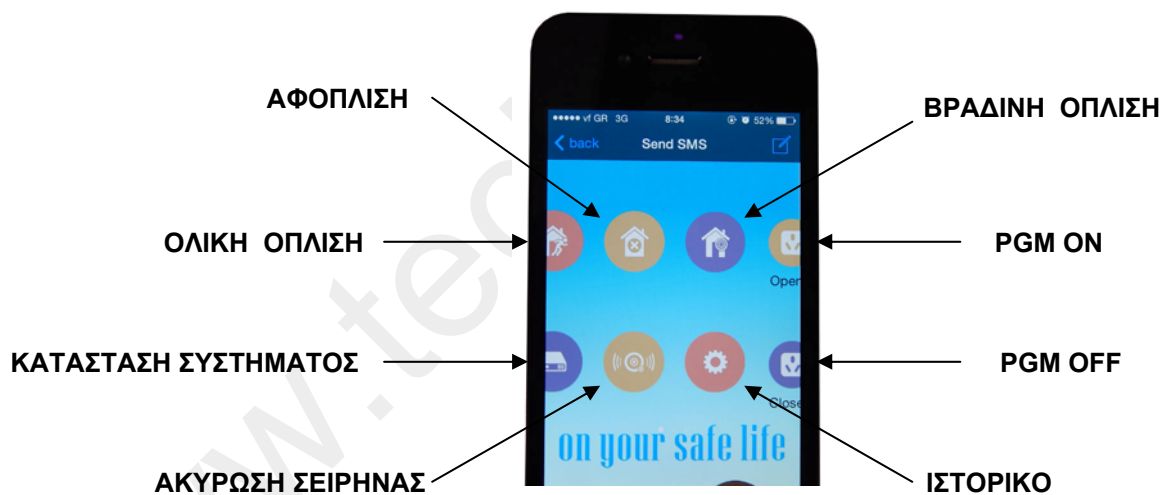 ΑΦΟΠΛΙΣΗ
ΒΡΑΔΙΝΗ ΟΠΛΙΣΗ
vf GR 3G 8:34 52%
back Send SMS
ΟΛΙΚΗ ΟΠΛΙΣΗ
PGM ON
Open
ΚΑΤΑΣΤΑΣΗ ΣΥΣΤΗΜΑΤΟΣ
PGM OFF
Close
on your safe life
ΑΚΥΡΩΣΗ ΣΕΙΡΗΝΑΣ
ΙΣΤΟΡΙΚΟ